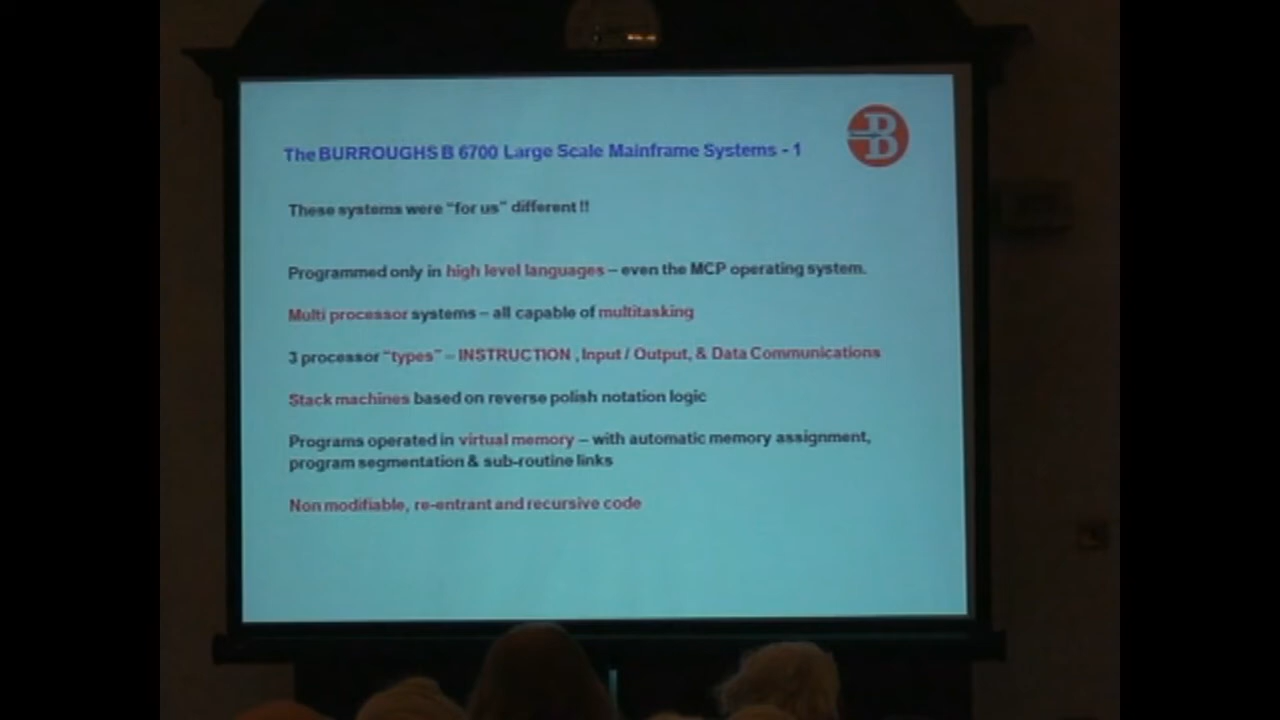 The BURROUGHS B 6700 Large Scale Mainframe Systems - 1
B
These systems were "for us" different !!
Programmed only in high level languages – even the MCP operating system.
Multi processor systems – all capable of multitasking
3 processor "types" – INSTRUCTION , Input / Output, & Data Communications
Stack machines based on reverse polish notation logic
Programs operated in virtual memory – with automatic memory assignment,
program segmentation & sub-routine links
Non modifiable, re-entrant and recursive code